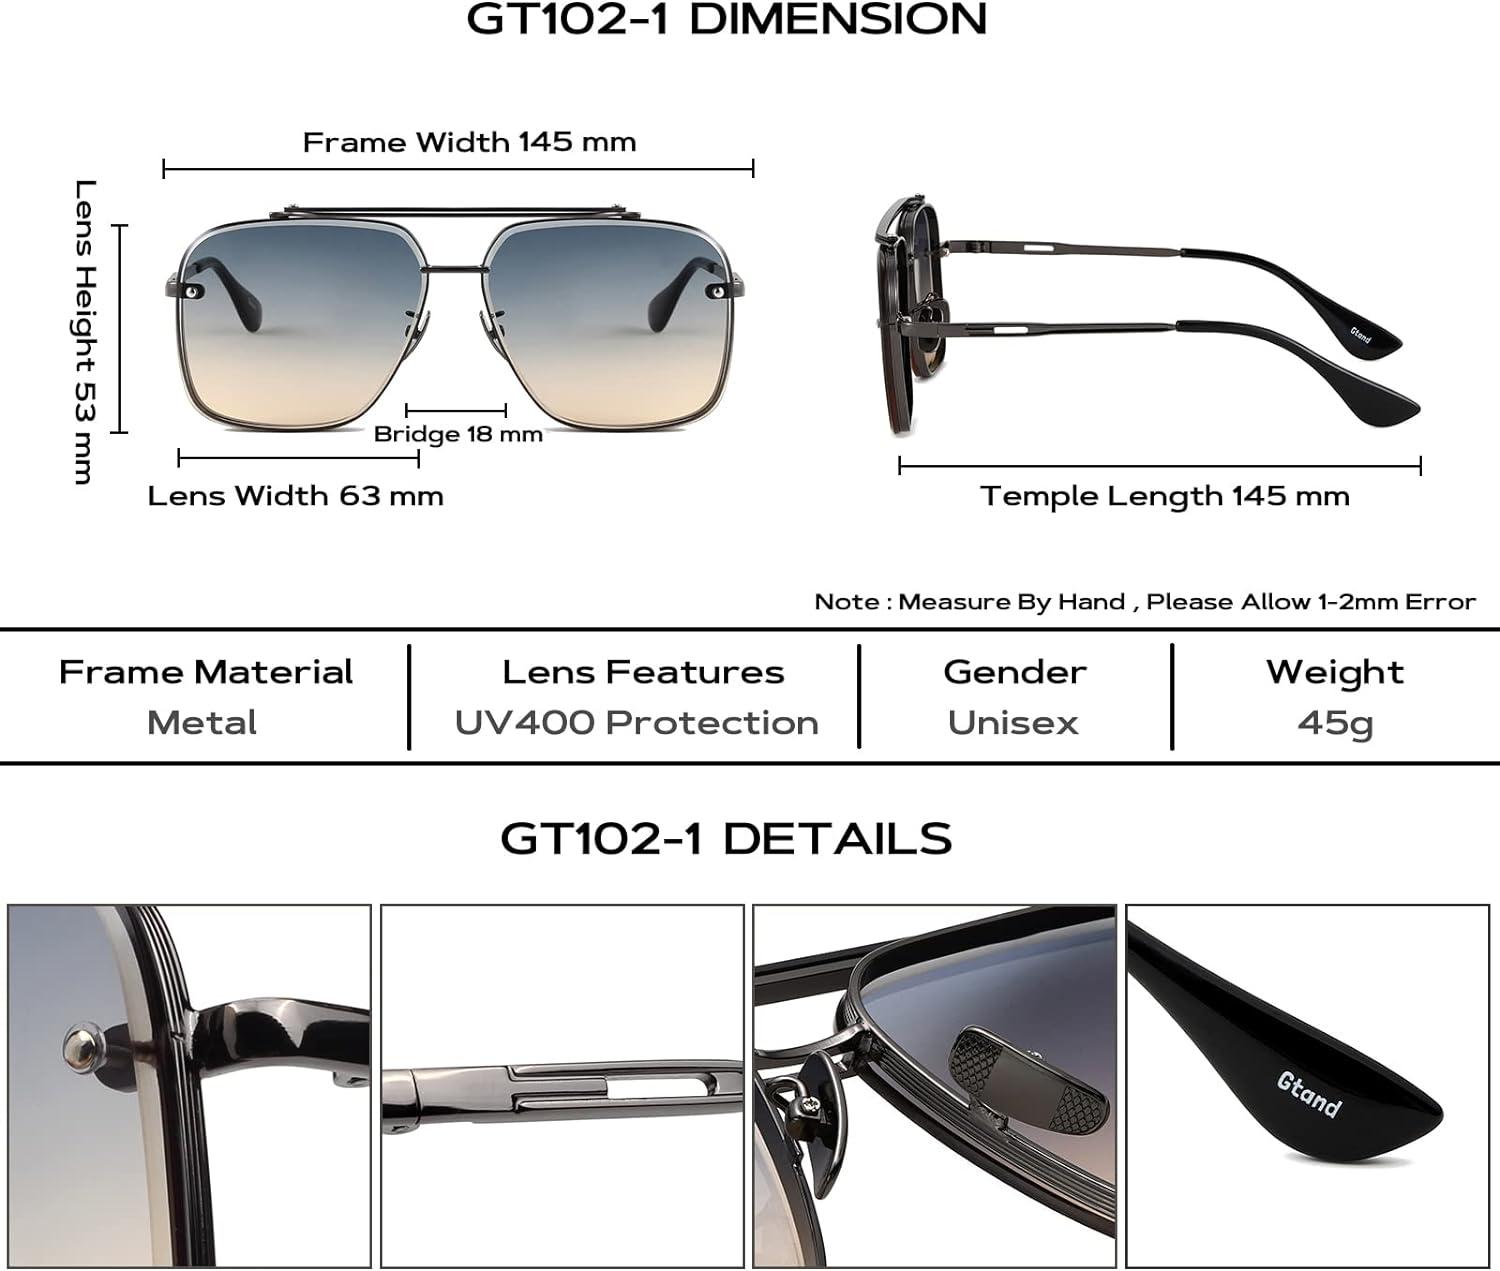 GT102-1 DIMENSION
Frame Width 145 mm
Lens Height 53 mm
Bridge 18 mm
Lens Width 63 mm
Gtand
Temple Length 145 mm
Note : Measure By Hand , Please Allow 1-2mm Error
Frame Material
Metal
Lens Features
UV400 Protection
Gender
Unisex
Weight
45g
GT102-1 DETAILS
Gtand